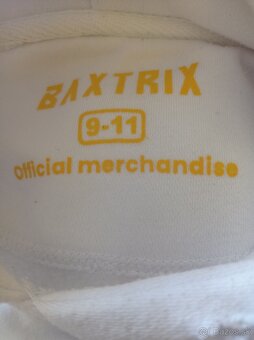 BAXTRIX
9-11
Official merchandise